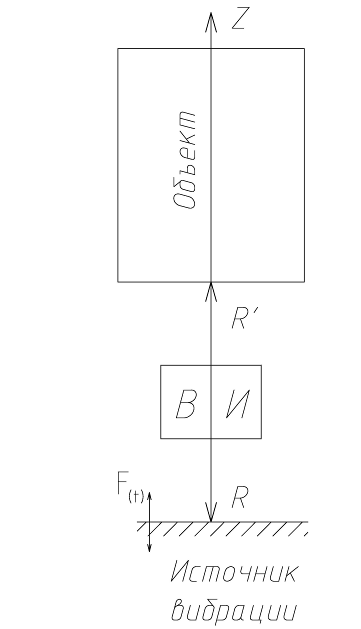 Z
Объект
R′
В И
F(t)
R
Источник
вибрации